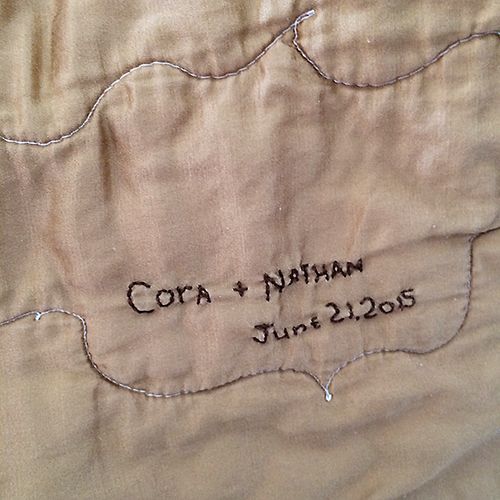 Cora + NATHAN
June 21, 2015